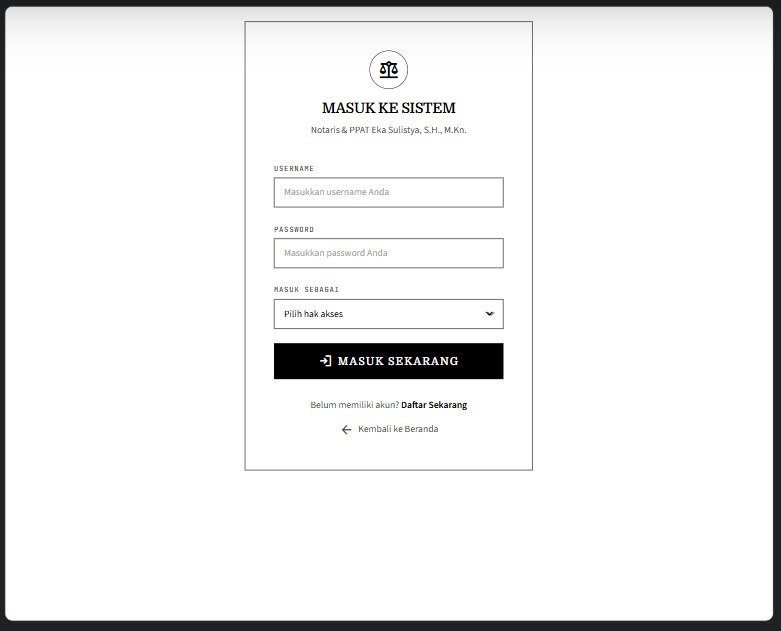 MASUK KE SISTEM
Notaris & PPAT Eka Sulistya, S.H., M.Kn.
USERNAME
Masukkan username Anda
PASSWORD
Masukkan password Anda
MASUK SEBAGAI
Pilih hak akses
MASUK SEKARANG
Belum memiliki akun? Daftar Sekarang
Kembali ke Beranda